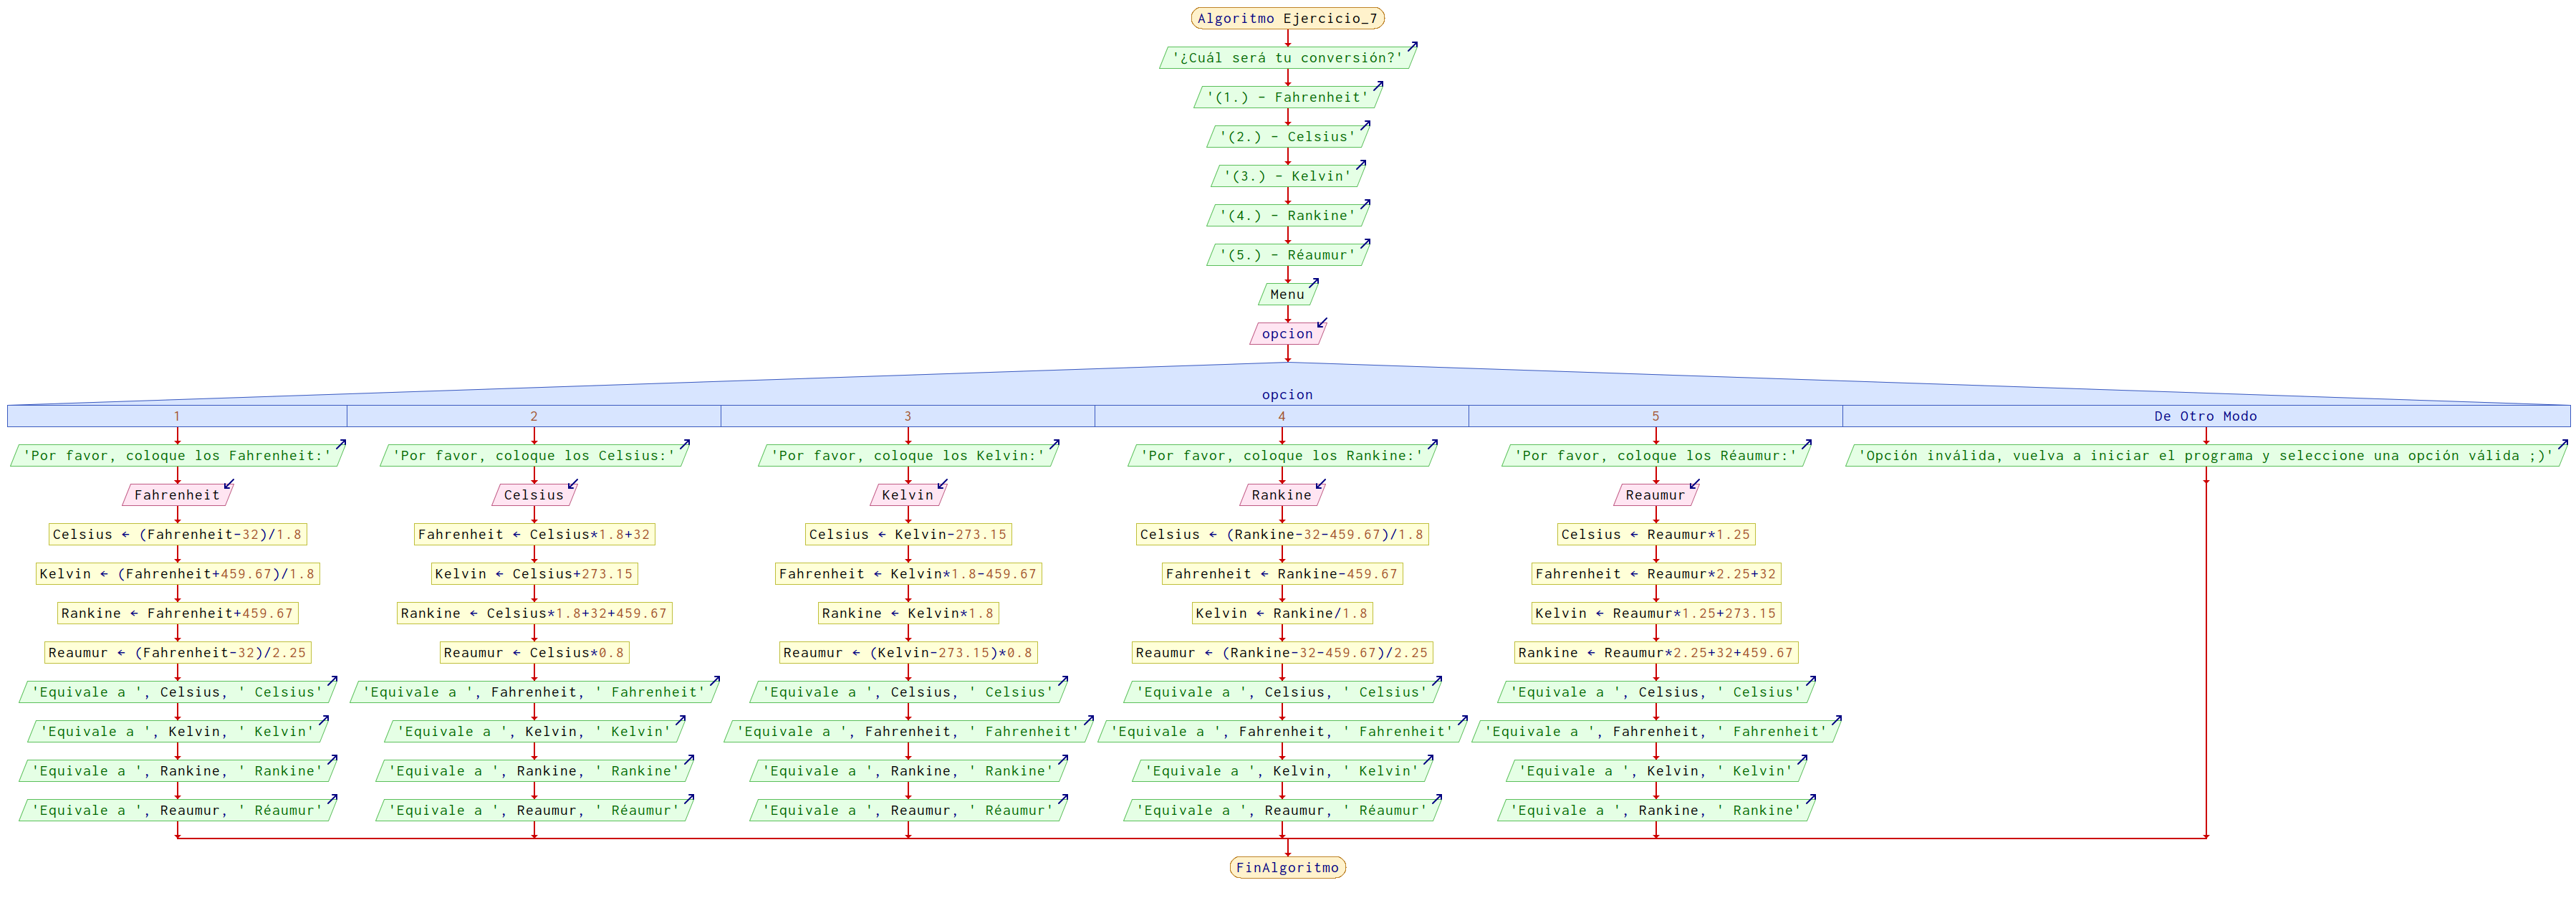 Algoritmo Ejercicio_7
'¿Cuál será tu conversión?'
'(1.) - Fahrenheit'
'(2.) - Celsius'
'(3.) - Kelvin'
'(4.) - Rankine'
'(5.) - Réaumur'
Menu
opcion
opcion
1
'Por favor, coloque los Fahrenheit:'
Fahrenheit
Celsius ← (Fahrenheit-32)/1.8
Kelvin ← (Fahrenheit+459.67)/1.8
Rankine ← Fahrenheit+459.67
Reaumur ← (Fahrenheit-32)/2.25
'Equivale a ', Celsius, ' Celsius'
'Equivale a ', Kelvin, ' Kelvin'
'Equivale a ', Rankine, ' Rankine'
'Equivale a ', Reaumur, ' Réaumur'
2
'Por favor, coloque los Celsius:'
Celsius
Fahrenheit ← Celsius*1.8+32
Kelvin ← Celsius+273.15
Rankine ← Celsius*1.8+32+459.67
Reaumur ← Celsius*0.8
'Equivale a ', Fahrenheit, ' Fahrenheit'
'Equivale a ', Kelvin, ' Kelvin'
'Equivale a ', Rankine, ' Rankine'
'Equivale a ', Reaumur, ' Réaumur'
3
'Por favor, coloque los Kelvin:'
Kelvin
Celsius ← Kelvin-273.15
Fahrenheit ← Kelvin*1.8-459.67
Rankine ← Kelvin*1.8
Reaumur ← (Kelvin-273.15)*0.8
'Equivale a ', Celsius, ' Celsius'
'Equivale a ', Fahrenheit, ' Fahrenheit'
'Equivale a ', Rankine, ' Rankine'
'Equivale a ', Reaumur, ' Réaumur'
4
'Por favor, coloque los Rankine:'
Rankine
Celsius ← (Rankine-32-459.67)/1.8
Fahrenheit ← Rankine-459.67
Kelvin ← Rankine/1.8
Reaumur ← (Rankine-32-459.67)/2.25
'Equivale a ', Celsius, ' Celsius'
'Equivale a ', Fahrenheit, ' Fahrenheit'
'Equivale a ', Kelvin, ' Kelvin'
'Equivale a ', Reaumur, ' Réaumur'
5
'Por favor, coloque los Réaumur:'
Reaumur
Celsius ← Reaumur*1.25
Fahrenheit ← Reaumur*2.25+32
Kelvin ← Reaumur*1.25+273.15
Rankine ← Reaumur*2.25+32+459.67
'Equivale a ', Celsius, ' Celsius'
'Equivale a ', Fahrenheit, ' Fahrenheit'
'Equivale a ', Kelvin, ' Kelvin'
'Equivale a ', Rankine, ' Rankine'
De Otro Modo
'Opción inválida, vuelva a iniciar el programa y seleccione una opción válida ;)'
FinAlgoritmo